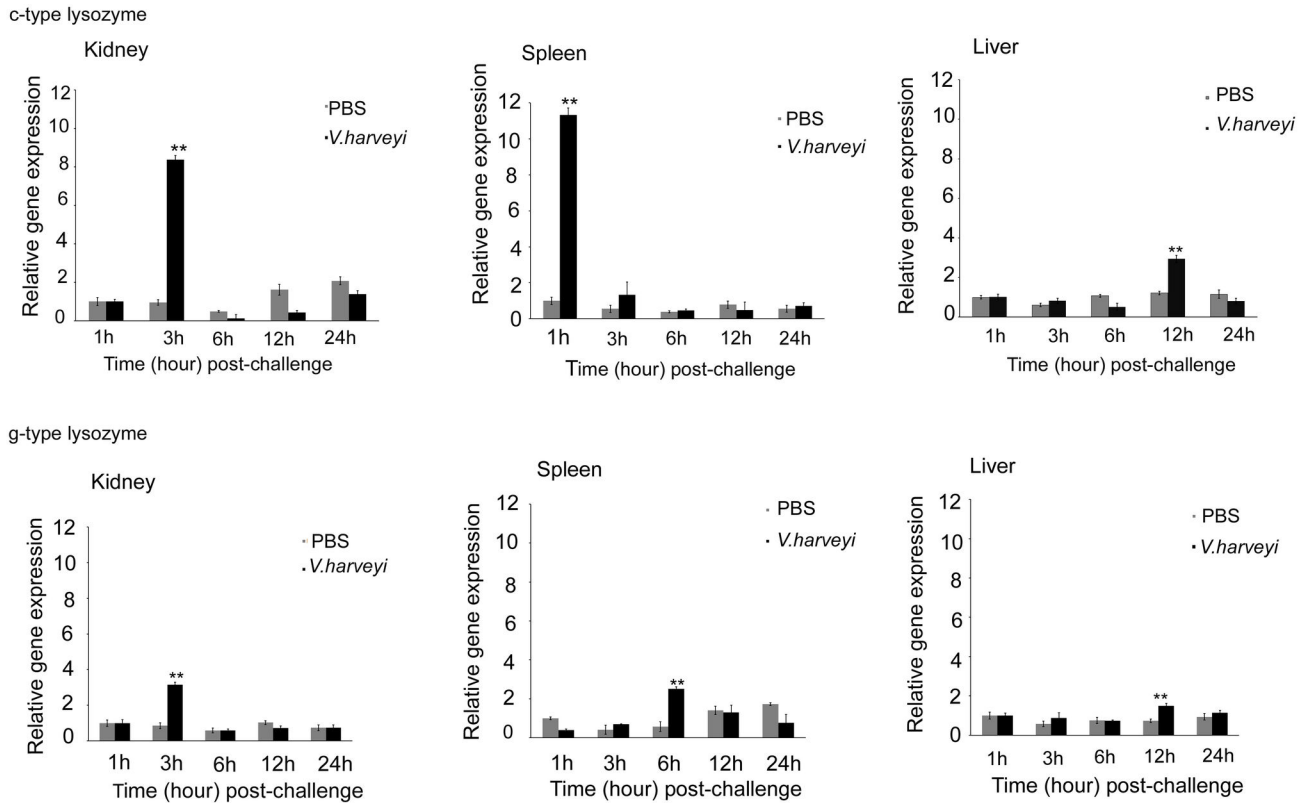 c-type lysozyme
Kidney
Relative gene expression
12
10
8
6
4
2
0
PBS
V.harveyi
**
1h 3h 6h 12h 24h
Time (hour) post-challenge
Spleen
Relative gene expression
12
10
8
6
4
2
0
**
PBS
V.harveyi
1h 3h 6h 12h 24h
Time (hour) post-challenge
Liver
Relative gene expression
12
10
8
6
4
2
0
PBS
V.harveyi
**
1h 3h 6h 12h 24h
Time (hour) post-challenge
g-type lysozyme
Kidney
Relative gene expression
12
10
8
6
4
2
0
PBS
V.harveyi
**
1h 3h 6h 12h 24h
Time (hour) post-challenge
Spleen
Relative gene expression
12
10
8
6
4
2
0
PBS
V.harveyi
**
1h 3h 6h 12h 24h
Time (hour) post-challenge
Liver
Relative gene expression
12
10
8
6
4
2
0
PBS
V.harveyi
**
1h 3h 6h 12h 24h
Time (hour) post-challenge